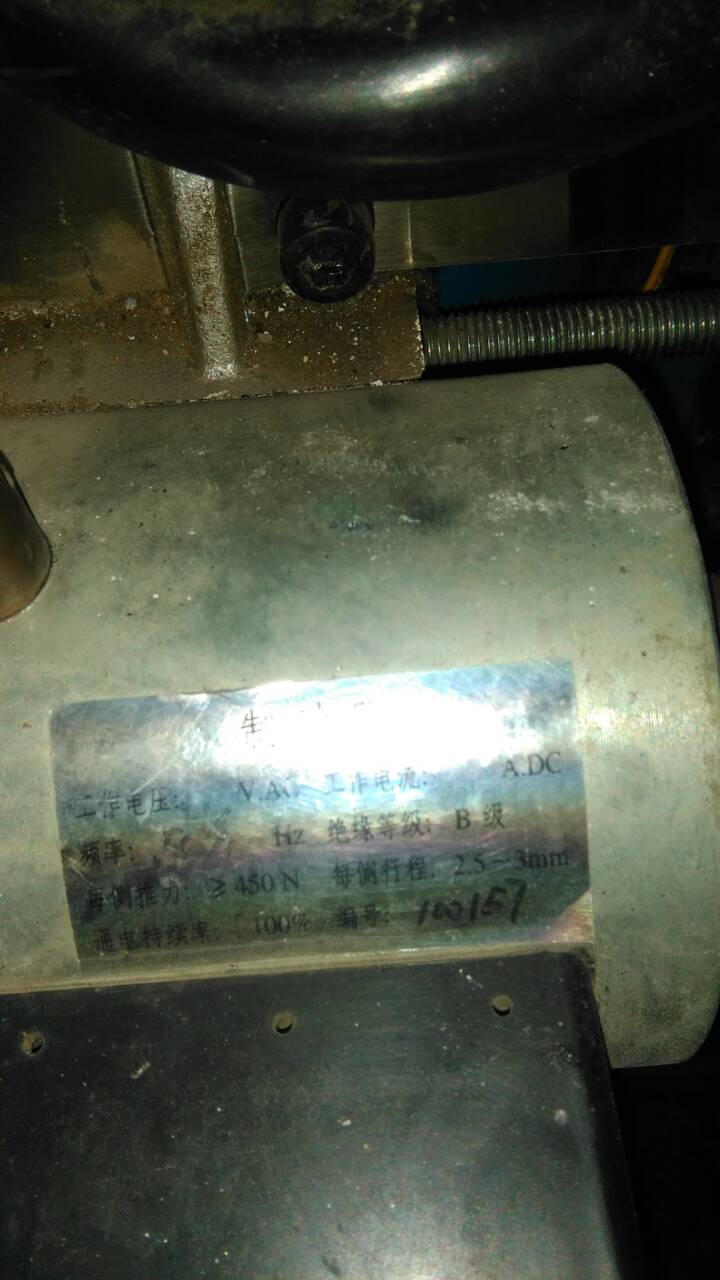 制
工作电压: V.AC 工作电流: A.DC
频率: Hz 绝缘等级: B 级
每侧推力: ≥450N 每侧行程: 2.5~3mm
通电持续率: 100% 编号: 100157